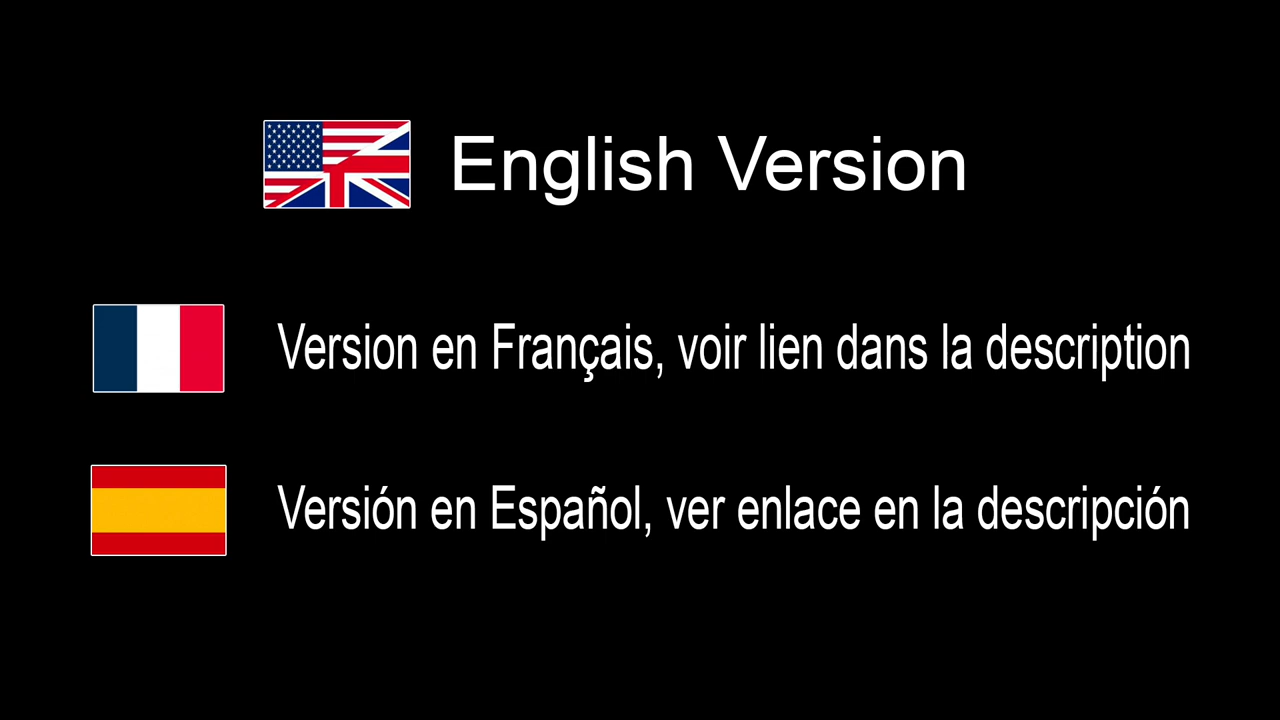 English Version
Version en Français, voir lien dans la description
Versión en Español, ver enlace en la descripción